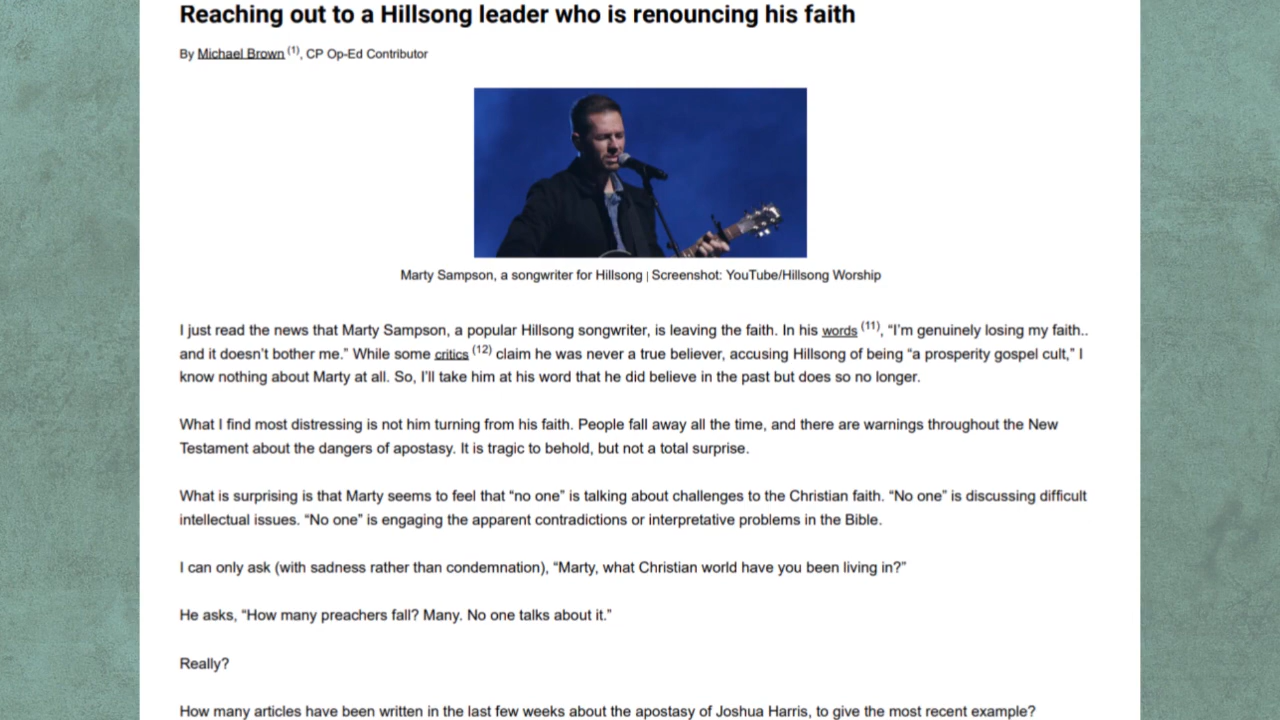 Reaching out to a Hillsong leader who is renouncing his faith
By Michael Brown (1), CP Op-Ed Contributor
Marty Sampson, a songwriter for Hillsong | Screenshot: YouTube/Hillsong Worship
I just read the news that Marty Sampson, a popular Hillsong songwriter, is leaving the faith. In his words (11), “I’m genuinely losing my faith..
and it doesn’t bother me.” While some critics (12) claim he was never a true believer, accusing Hillsong of being “a prosperity gospel cult,” I
know nothing about Marty at all. So, I’ll take him at his word that he did believe in the past but does so no longer.
What I find most distressing is not him turning from his faith. People fall away all the time, and there are warnings throughout the New
Testament about the dangers of apostasy. It is tragic to behold, but not a total surprise.
What is surprising is that Marty seems to feel that “no one” is talking about challenges to the Christian faith. “No one” is discussing difficult
intellectual issues. “No one” is engaging the apparent contradictions or interpretative problems in the Bible.
I can only ask (with sadness rather than condemnation), “Marty, what Christian world have you been living in?”
He asks, “How many preachers fall? Many. No one talks about it.”
Really?
How many articles have been written in the last few weeks about the apostasy of Joshua Harris, to give the most recent example?